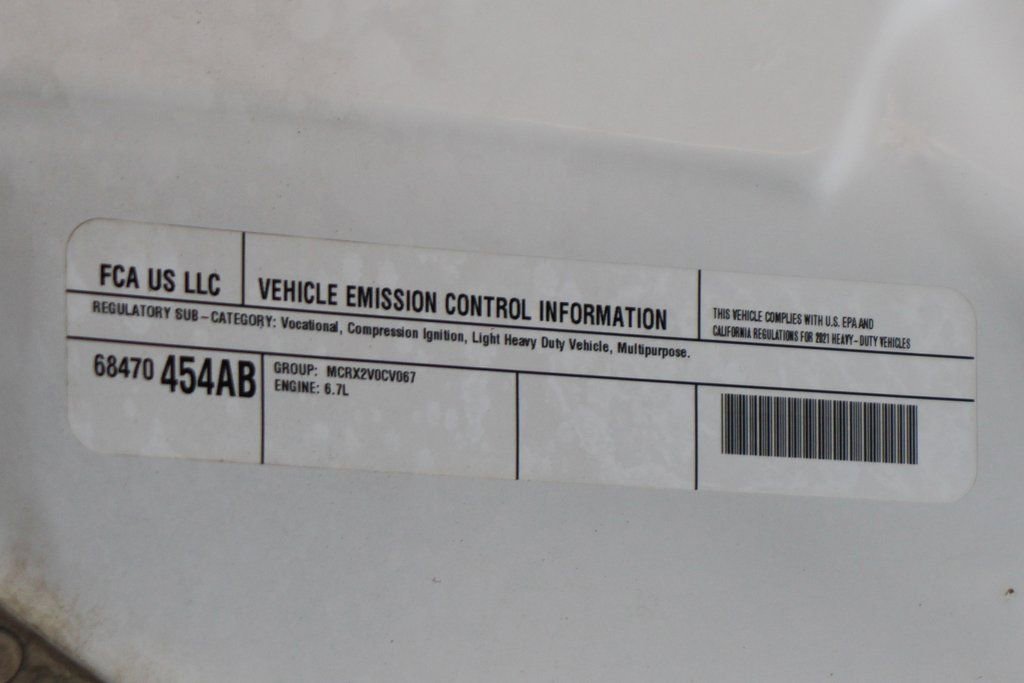 FCA US LLC
VEHICLE EMISSION CONTROL INFORMATION
THIS VEHICLE COMPLIES WITH U.S. EPA AND
CALIFORNIA REGULATIONS FOR 2021 HEAVY-DUTY VEHICLES
REGULATORY SUB-CATEGORY: Vocational, Compression Ignition, Light Heavy Duty Vehicle, Multipurpose.
68470 454AB
GROUP: MCRX2V0CV067
ENGINE: 6.7L